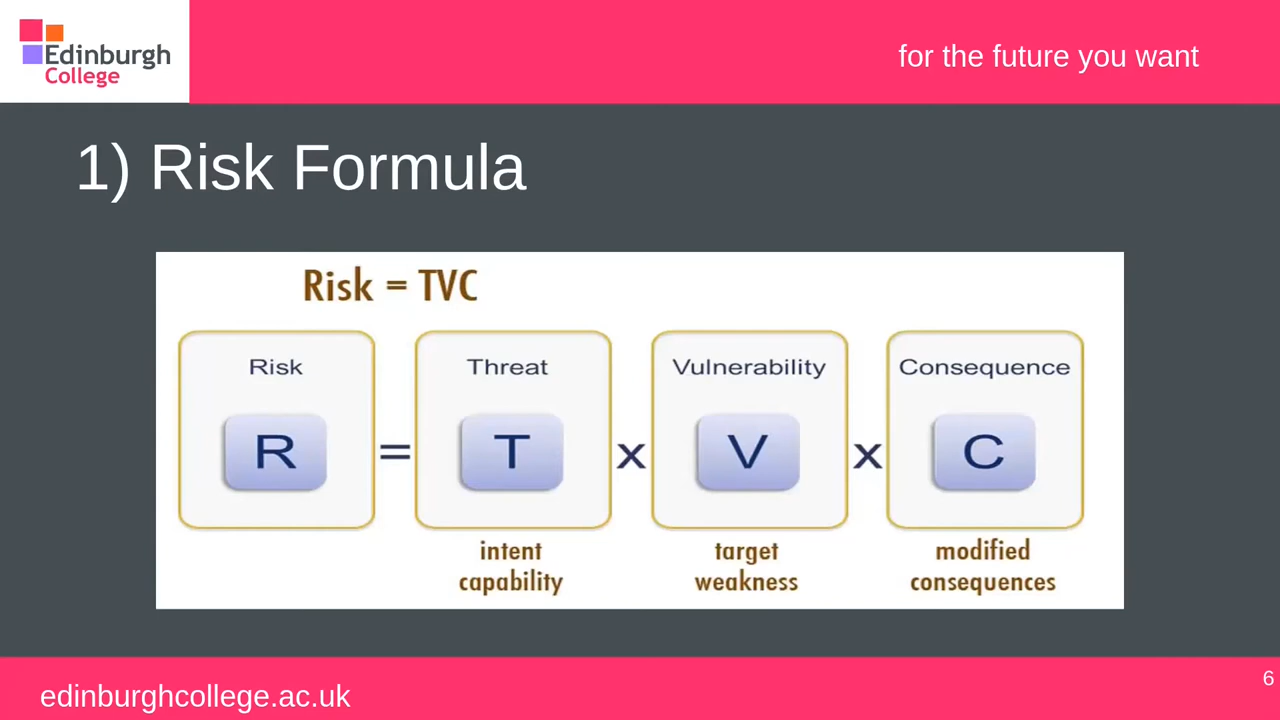 Edinburgh
College
for the future you want
1) Risk Formula
Risk = TVC
Risk Threat Vulnerability Consequence
R = T x V x C
intent target modified
capability weakness consequences
edinburghcollege.ac.uk
6